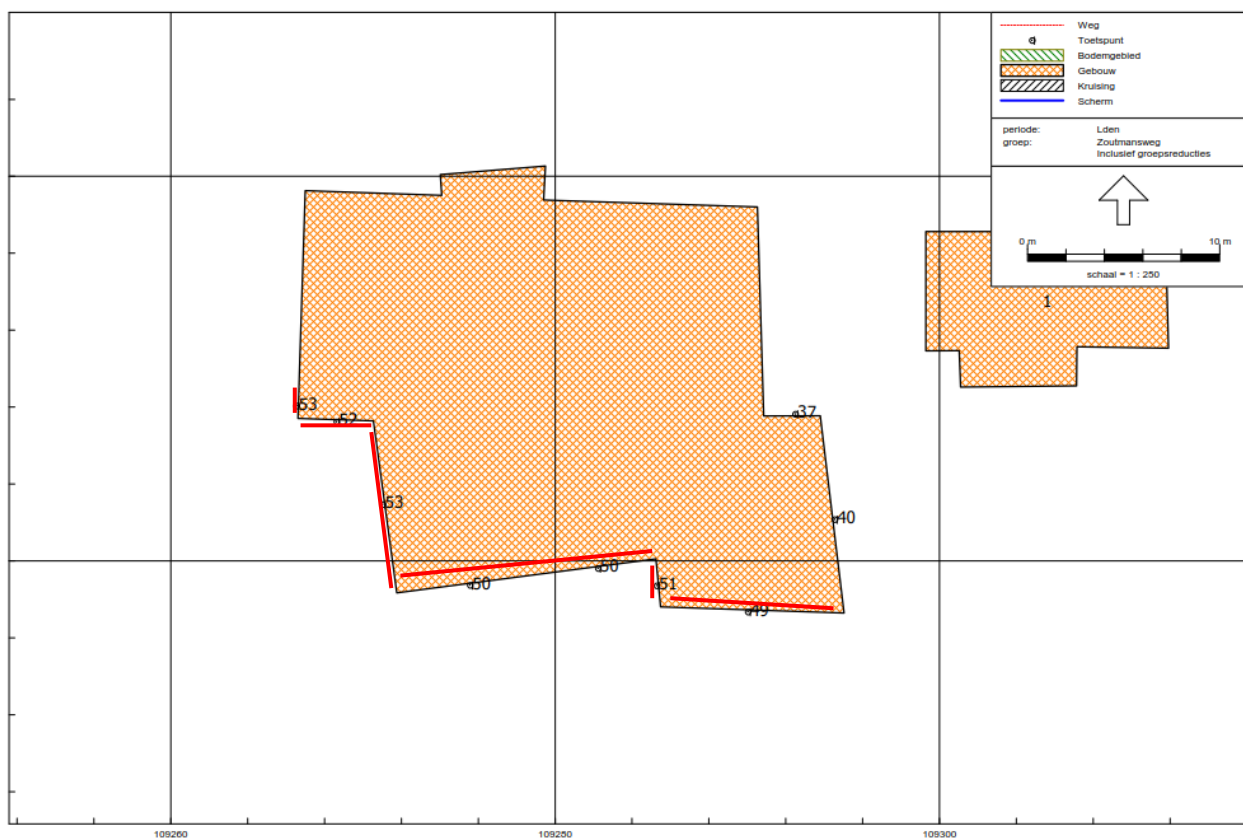 Weg
Toetspunt
Bodemgebied
Gebouw
Kruising
Scherm
periode: Lden
groep: Zoutmansweg
Inclusief groepsreducties
0 m 10 m
schaal = 1 : 250
1
53
52
37
53
40
50
50
51
49
109260 109280 109300